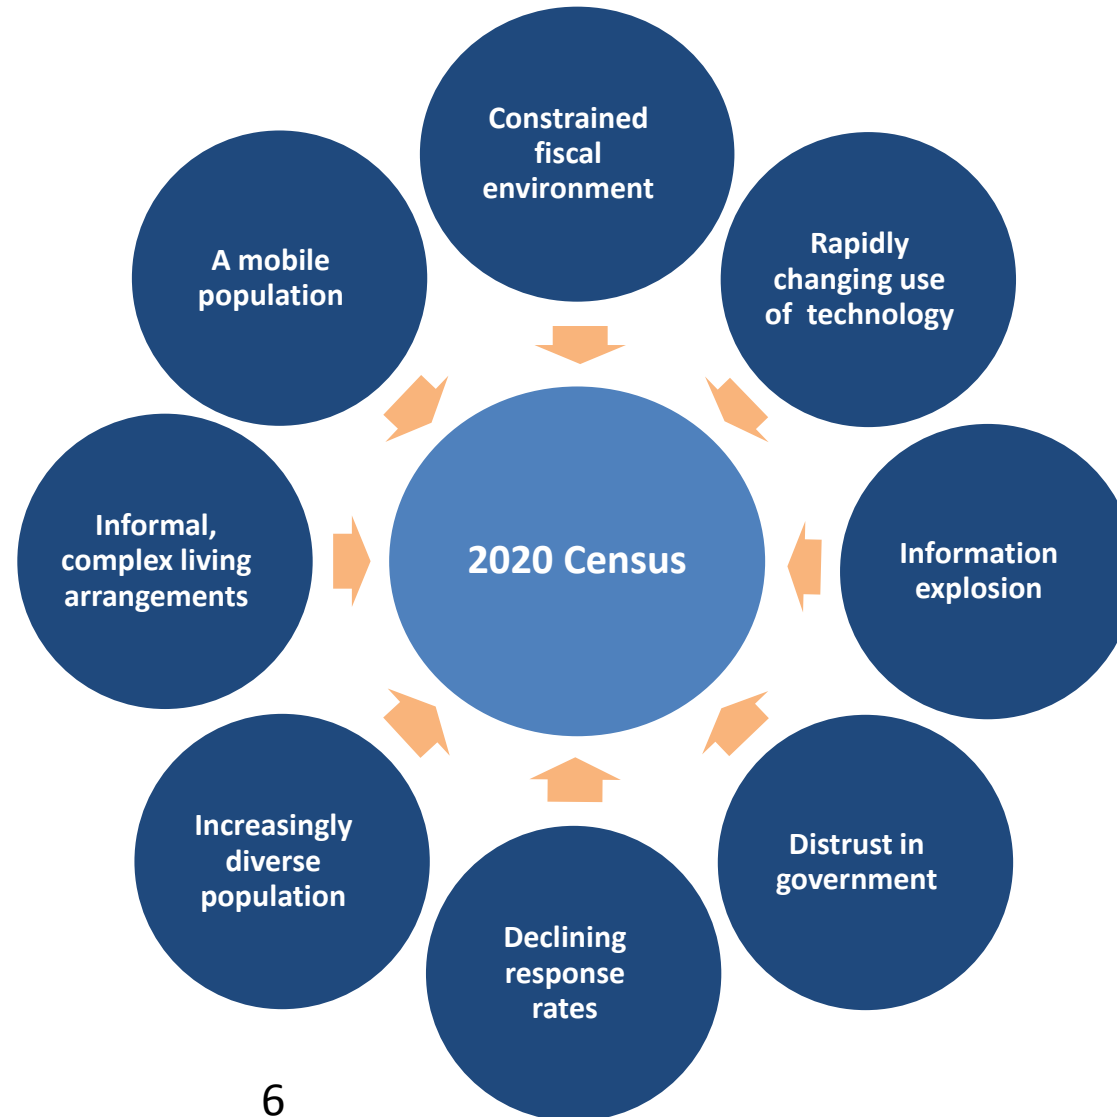 Constrained
fiscal
environment
Rapidly
changing use
of  technology
A mobile
population
Informal,
complex living
arrangements
2020 Census
Information
explosion
Increasingly
diverse
population
Distrust in
government
Declining
response
rates
6